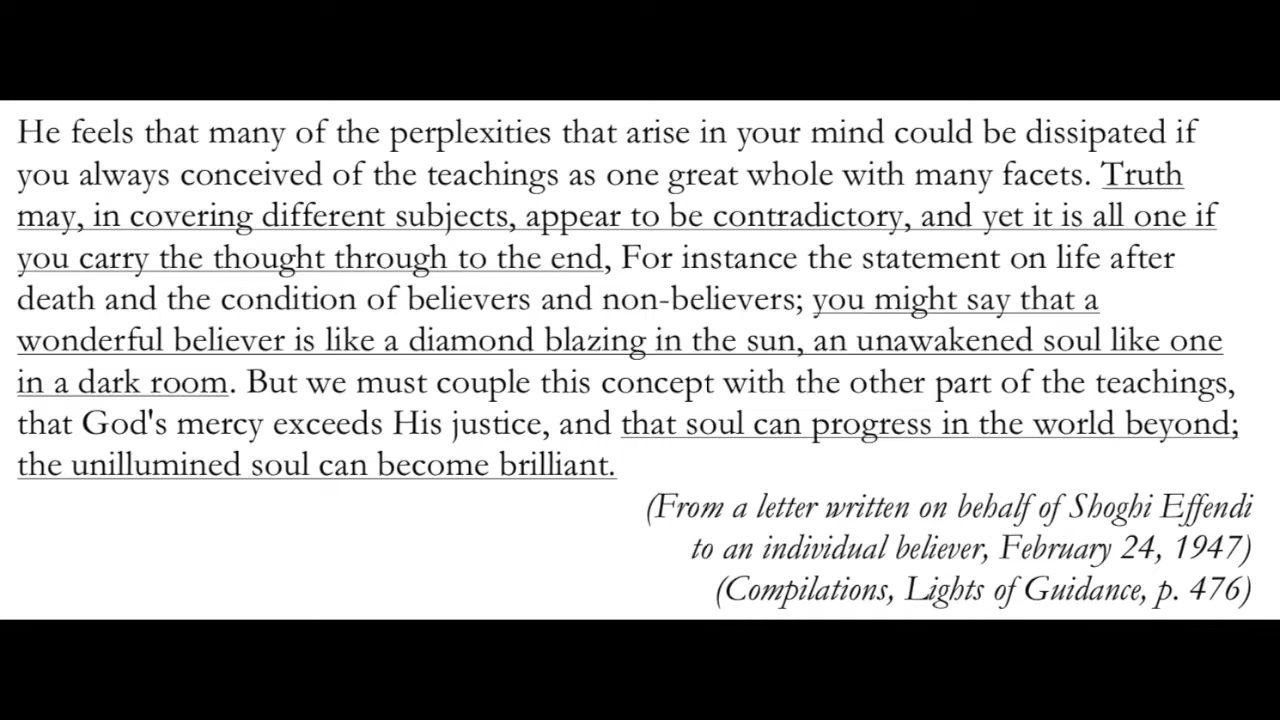 He feels that many of the perplexities that arise in your mind could be dissipated if
you always conceived of the teachings as one great whole with many facets. Truth
may, in covering different subjects, appear to be contradictory, and yet it is all one if
you carry the thought through to the end, For instance the statement on life after
death and the condition of believers and non-believers; you might say that a
wonderful believer is like a diamond blazing in the sun, an unawakened soul like one
in a dark room. But we must couple this concept with the other part of the teachings,
that God's mercy exceeds His justice, and that soul can progress in the world beyond;
the unillumined soul can become brilliant.
(From a letter written on behalf of Shoghi Effendi
to an individual believer, February 24, 1947)
(Compilations, Lights of Guidance, p. 476)